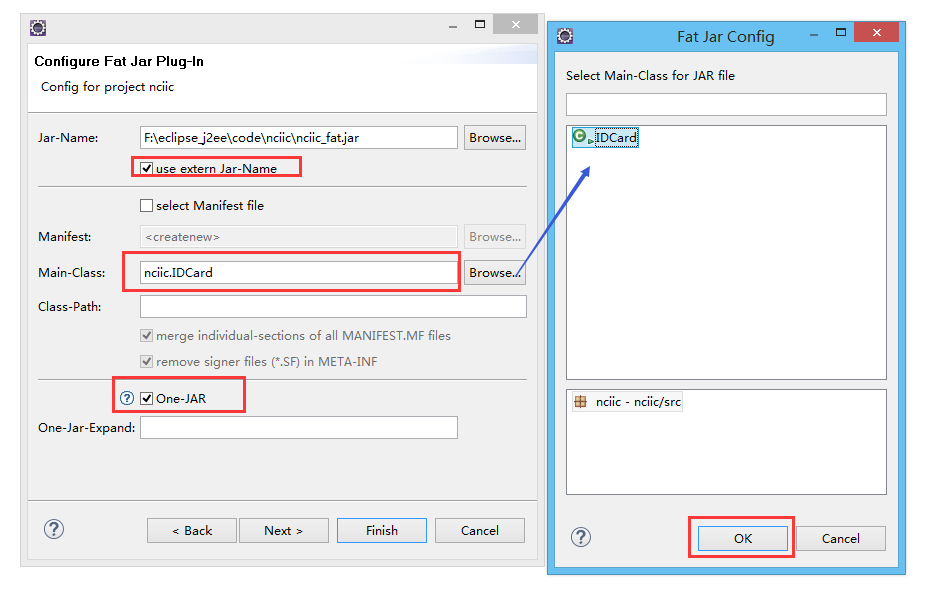 Configure Fat Jar Plug-In
Config for project nciic
Jar-Name: F:\eclipse_j2ee\code\nciic\nciic_fat.jar Browse...
use extern Jar-Name
select Manifest file
Manifest: <createnew> Browse...
Main-Class: nciic.IDCard Browse...
Class-Path:
merge individual-sections of all MANIFEST.MF files
remove signer files (*.SF) in META-INF
? One-JAR
One-Jar-Expand:
? < Back Next > Finish Cancel
Fat Jar Config
Select Main-Class for JAR file
C IDCard
nciic - nciic/src
? OK Cancel